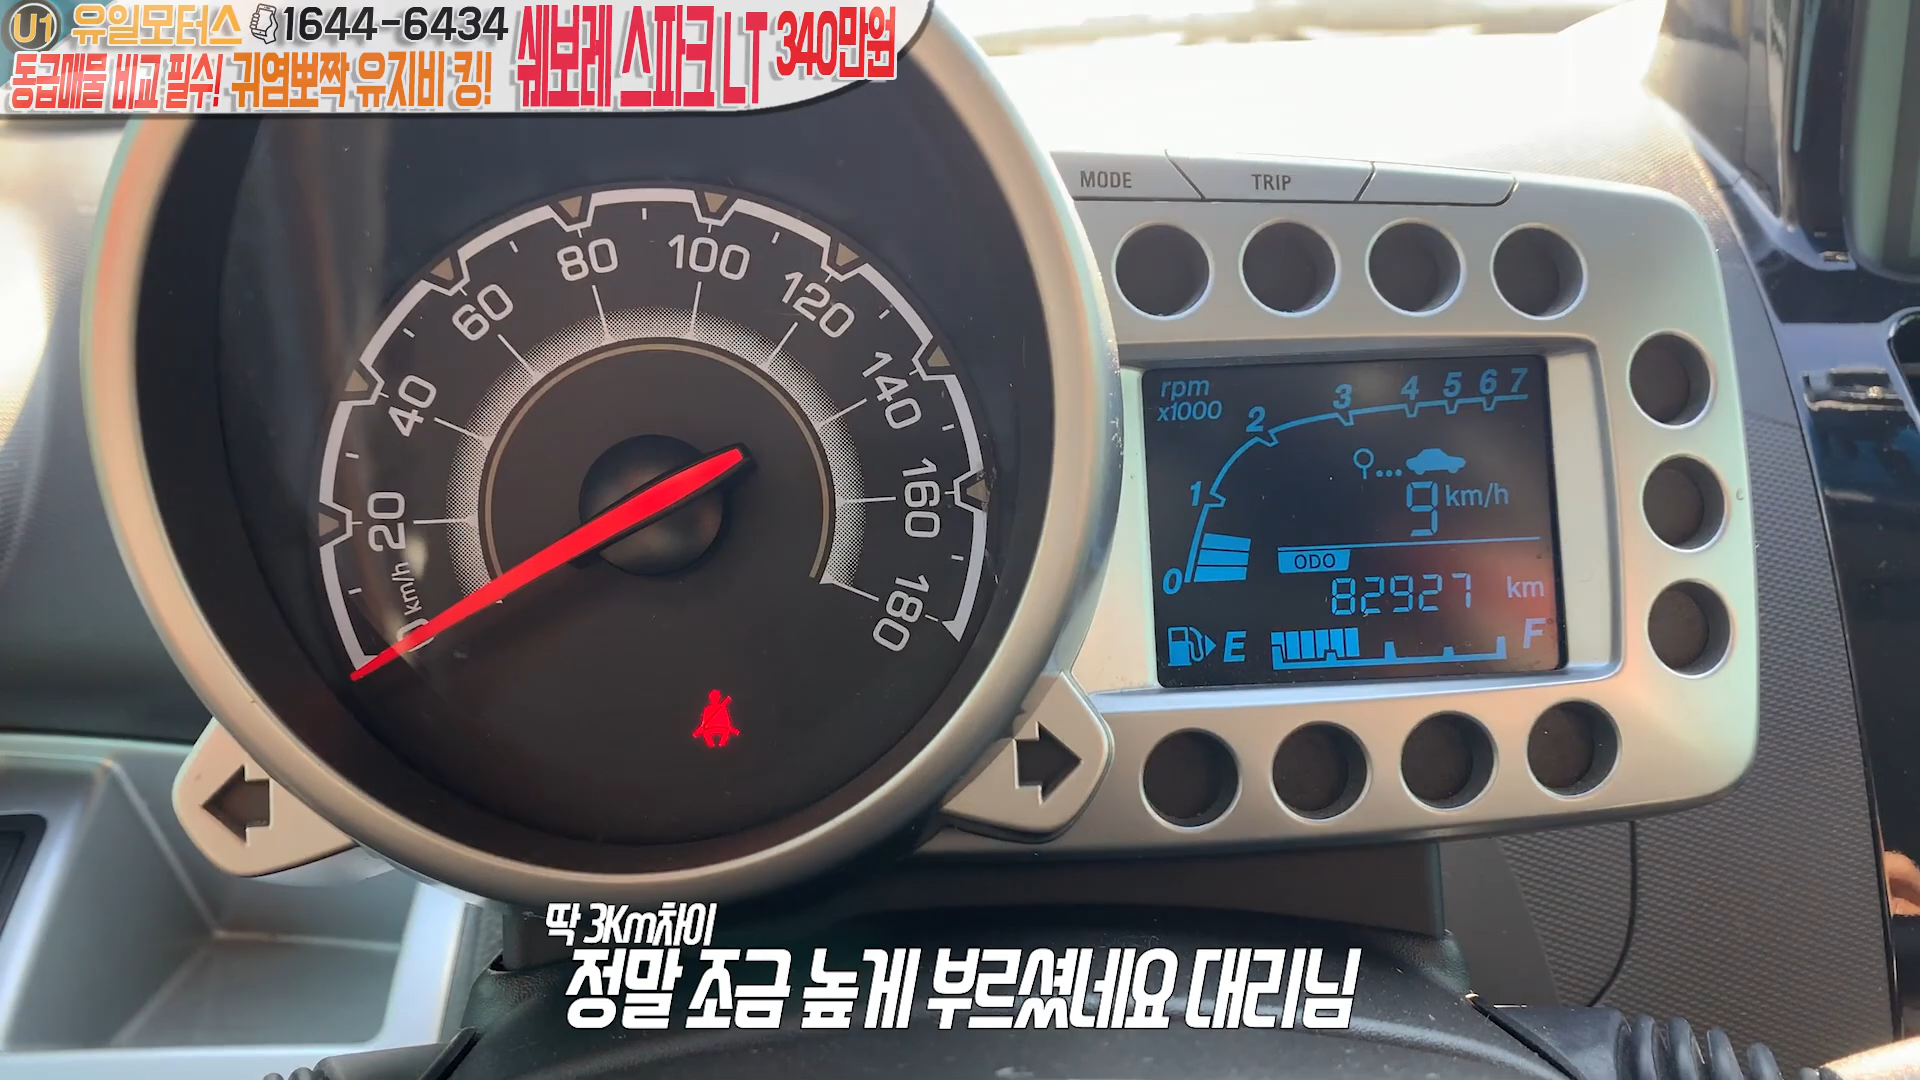 U1 유일모터스 1644-6434
동급매물 비교 필수! 귀염뽀짝 유지비 킹!
쉐보레 스파크 LT 340만원
MODE TRIP
0 20 40 60 80 100 120 140 160 180
km/h
rpm
x1000
0 1 2 3 4 5 6 7
9 km/h
ODO
82927 km
E F
딱 3Km차이
정말 조금 높게 부르셨네요 대리님